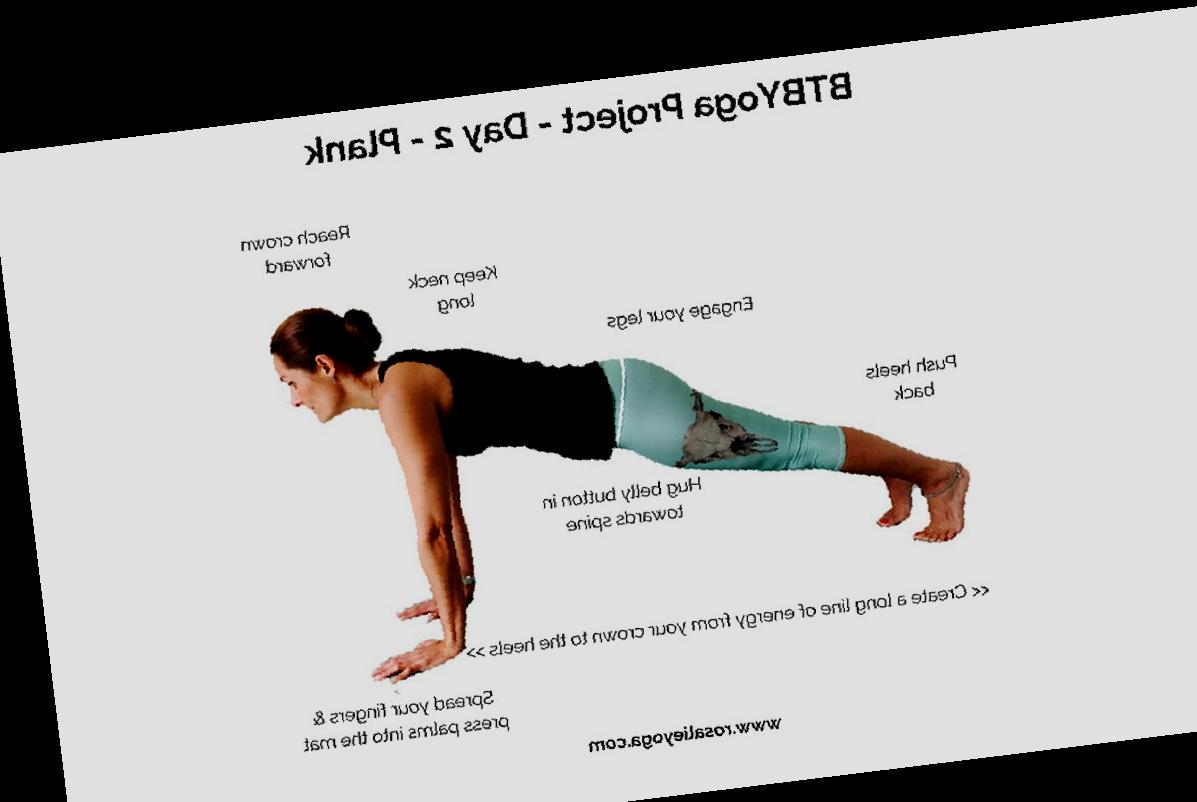 BTBYoga Project - Day 2 - Plank
Reach crown
forward
Keep neck
long
Engage your legs
Push heels
back
Hug belly button in
towards spine
<< Create a long line of energy from your crown to the heels >>
Spread your fingers &
press palms into the mat
www.rosalieyoga.com